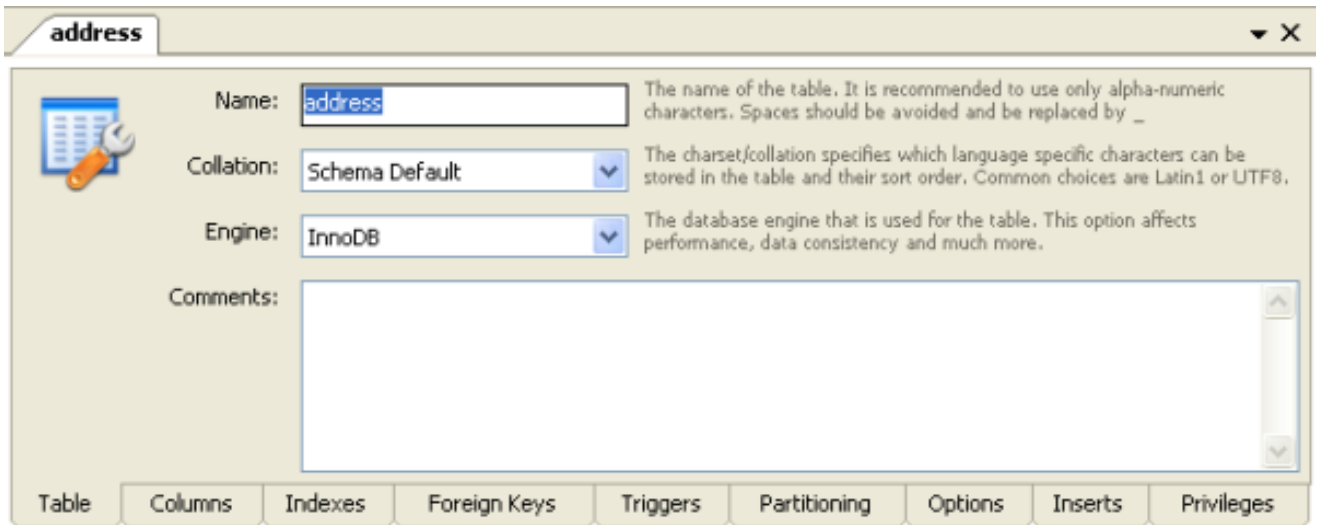 address
Name:
address
The name of the table. It is recommended to use only alpha-numeric
characters. Spaces should be avoided and be replaced by _
Collation:
Schema Default
The charset/collation specifies which language specific characters can be
stored in the table and their sort order. Common choices are Latin1 or UTF8.
Engine:
InnoDB
The database engine that is used for the table. This option affects
performance, data consistency and much more.
Comments:
Table Columns Indexes Foreign Keys Triggers Partitioning Options Inserts Privileges